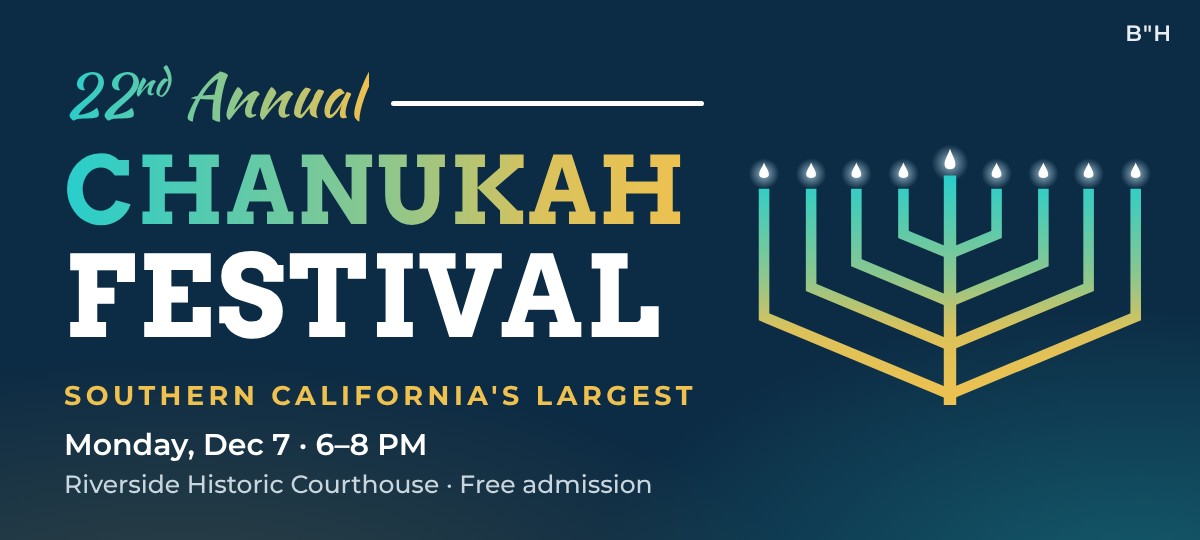 B"H
22nd Annual
CHANUKAH
FESTIVAL
SOUTHERN CALIFORNIA'S LARGEST
Monday, Dec 7 · 6–8 PM
Riverside Historic Courthouse · Free admission